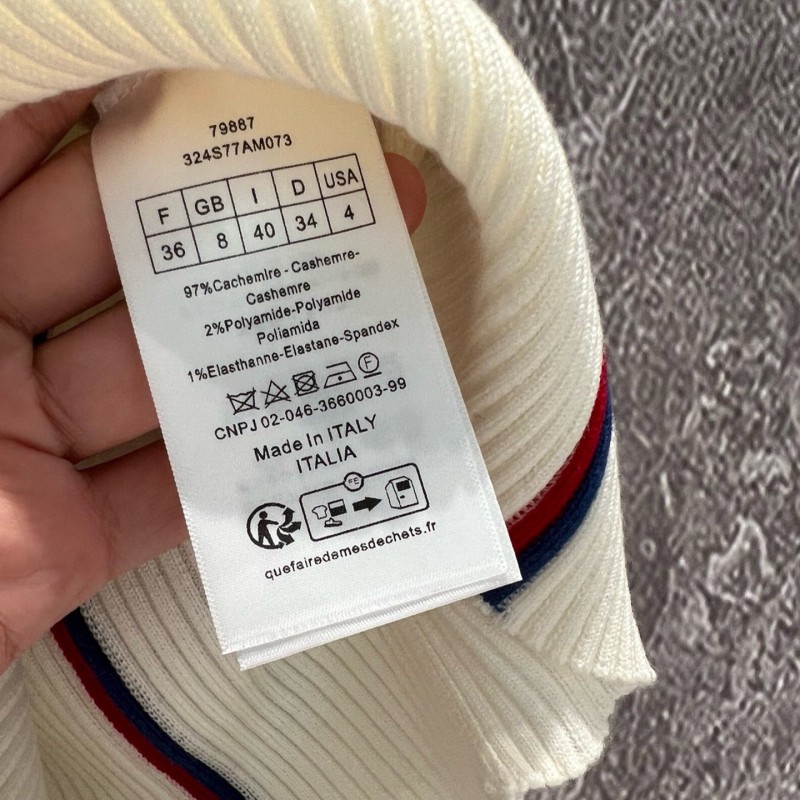 79887
324S77AM073
F GB I D USA
36 8 40 34 4
97%Cachemire-Cashemre-
Cashemre
2%Polyamide-Polyamide
Poliamida
1%Elasthanne-Elastane-Spandex
F
CNPJ 02-046-3660003-99
Made In ITALY
ITALIA
FE
quefairedemesdechets.fr